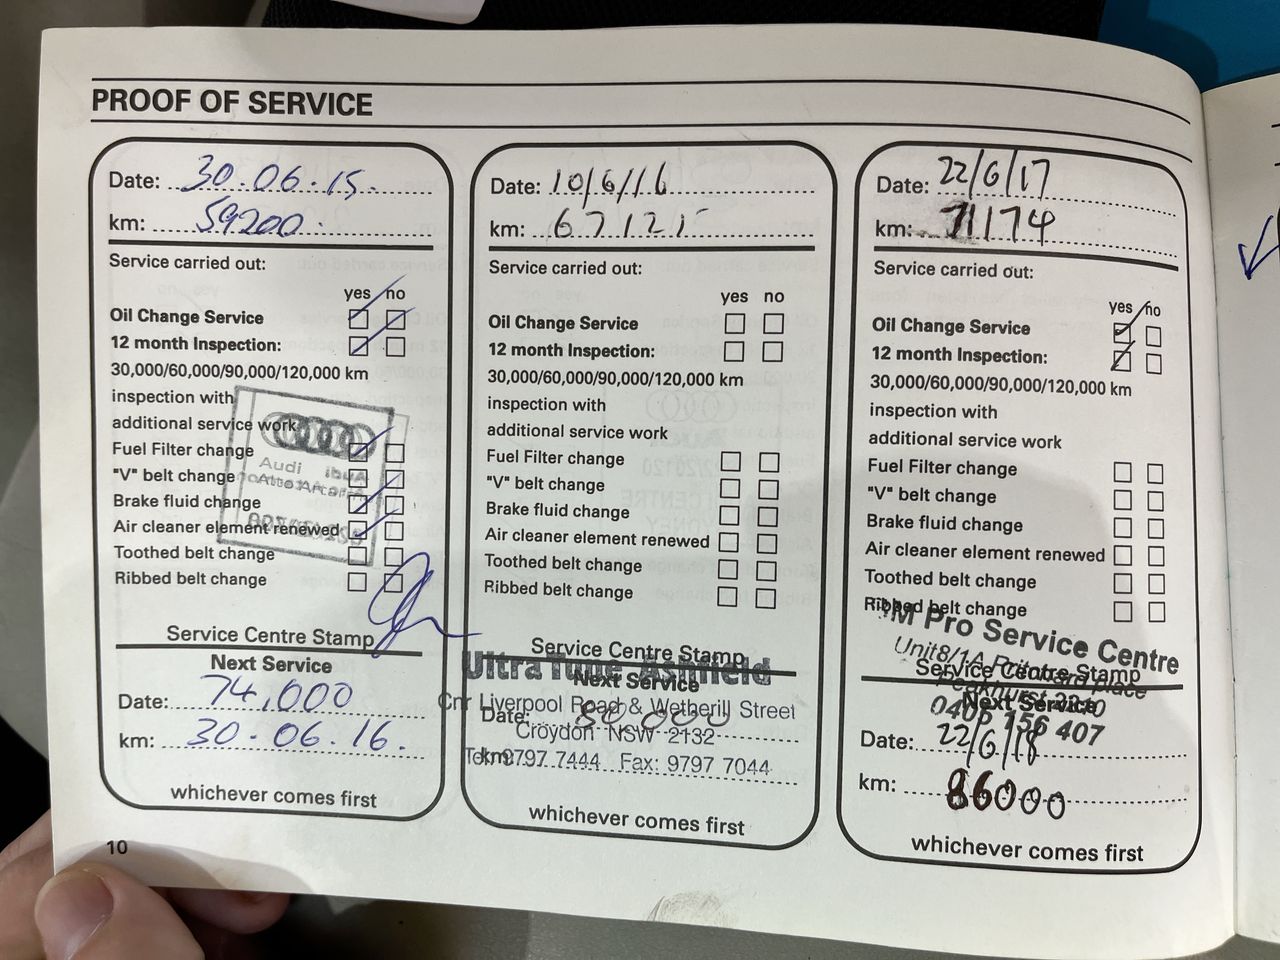 PROOF OF SERVICE
Date: 30.06.15.
km: 59200.
Service carried out:
yes no
Oil Change Service
12 month Inspection:
30,000/60,000/90,000/120,000 km
inspection with
additional service work
Fuel Filter change
"V" belt change
Brake fluid change
Air cleaner element renewed
Toothed belt change
Ribbed belt change
Audi
Service Centre Stamp
Next Service
Date: 74,000
km: 30.06.16.
whichever comes first
10
Date: 10/6/16
km: 67121
Service carried out:
yes no
Oil Change Service
12 month Inspection:
30,000/60,000/90,000/120,000 km
inspection with
additional service work
Fuel Filter change
"V" belt change
Brake fluid change
Air cleaner element renewed
Toothed belt change
Ribbed belt change
Service Centre Stamp
Ultra Tune Ashfield
Next Service
Cnr Liverpool Road & Wetherill Street
Date: 80,000
Croydon NSW 2132
km:
Tel: 9797 7444 Fax: 9797 7044
whichever comes first
Date: 22/6/17
km: 71174
Service carried out:
yes no
Oil Change Service
12 month Inspection:
30,000/60,000/90,000/120,000 km
inspection with
additional service work
Fuel Filter change
"V" belt change
Brake fluid change
Air cleaner element renewed
Toothed belt change
Ribbed belt change
Pro Service Centre
Unit8/1A place
Service Centre Stamp
Peakhurst 2210
Next Service
156 407
Date: 22/6/18
km: 86000
whichever comes first